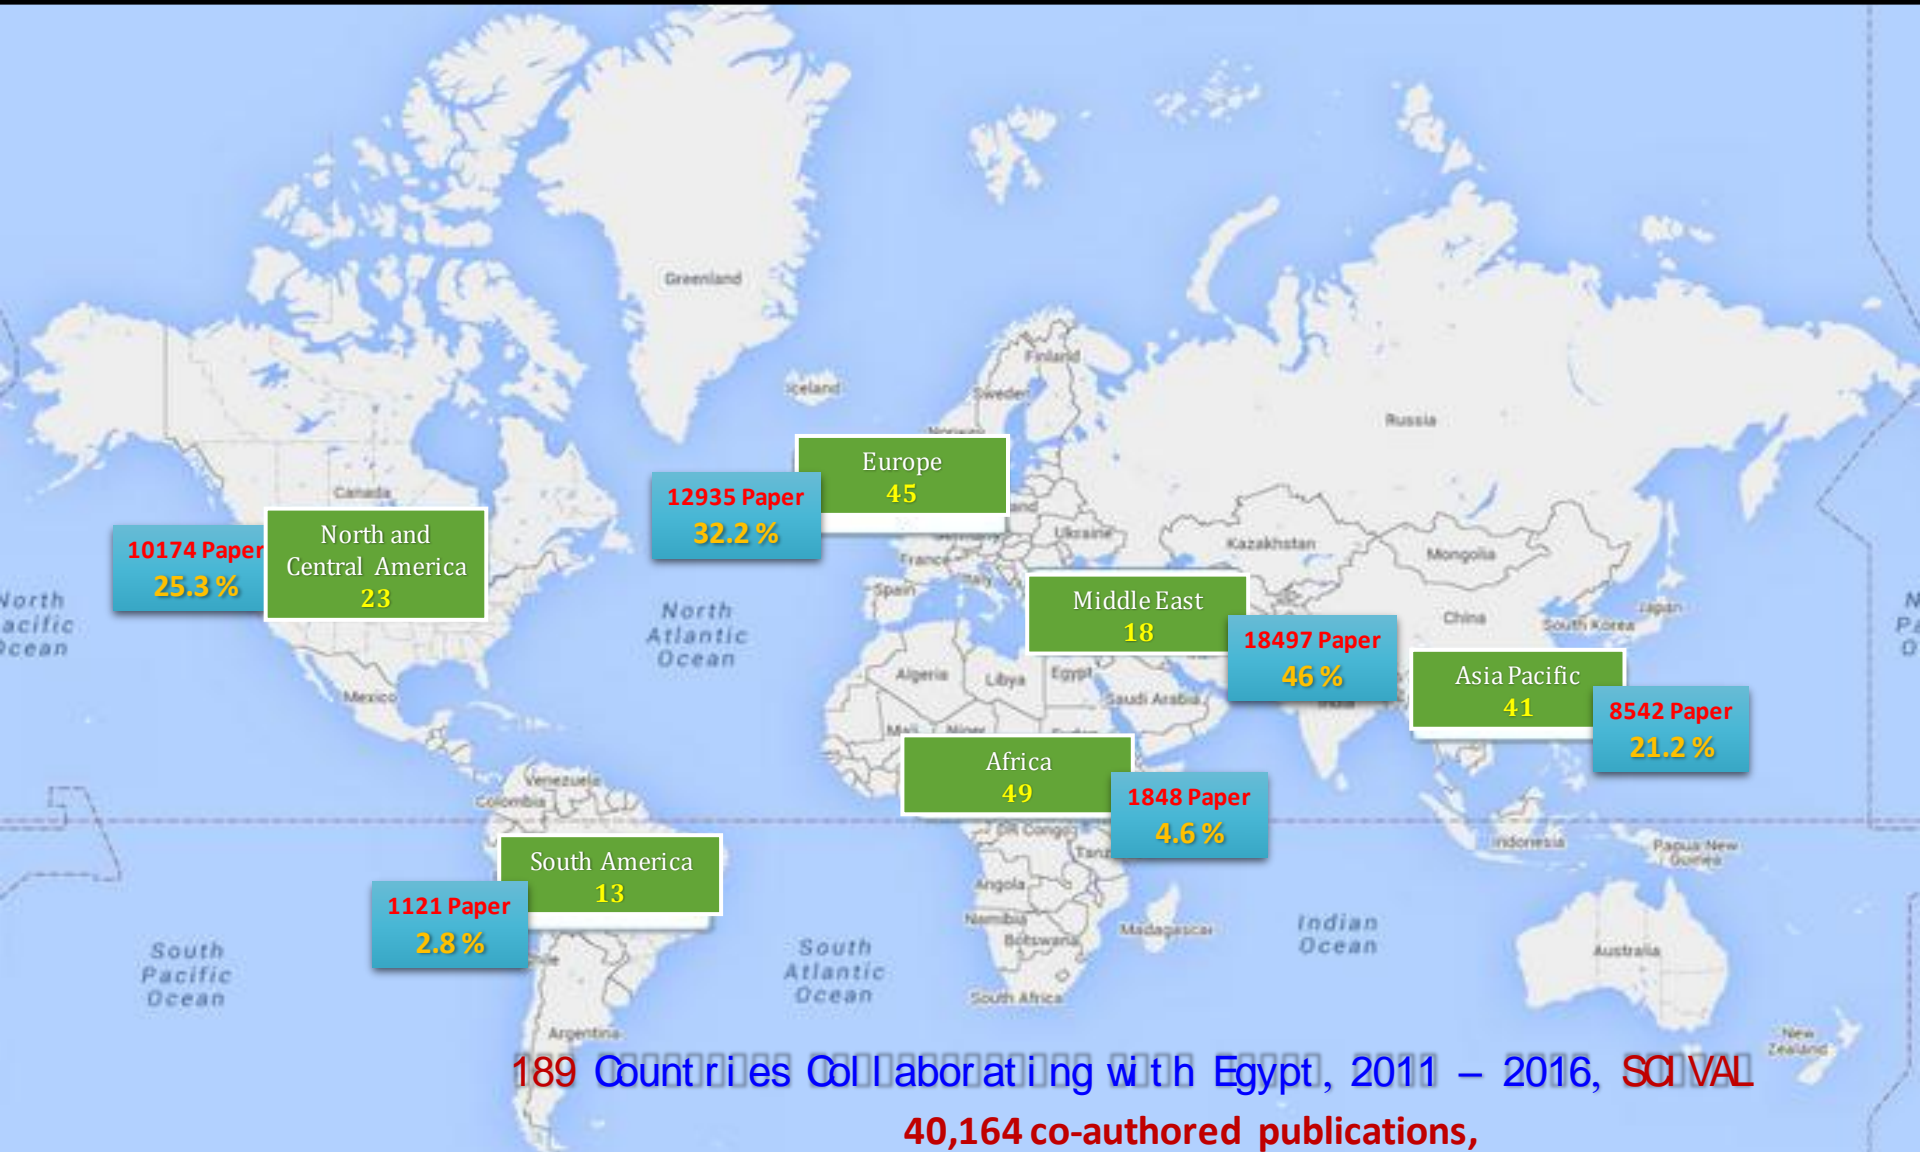 Greenland
Iceland
Finland
Sweden
Norway
Russia
Canada
North and
Central America
23
10174 Paper
25.3 %
Europe
45
12935 Paper
32.2 %
Ukraine
Kazakhstan
Mongolia
France
Spain
Italy
China
Japan
South Korea
North
Atlantic
Ocean
Middle East
18
18497 Paper
46 %
Asia Pacific
41
8542 Paper
21.2 %
Mexico
Algeria
Libya
Egypt
Saudi Arabia
India
Mali
Niger
Sudan
Africa
49
1848 Paper
4.6 %
Venezuela
Colombia
DR Congo
Indonesia
Papua New
Guinea
South America
13
1121 Paper
2.8 %
Angola
Namibia
Botswana
Madagascar
Indian
Ocean
Australia
South
Pacific
Ocean
South
Atlantic
Ocean
South Africa
Argentina
New
Zealand
189 Countries Collaborating with Egypt, 2011 – 2016, SCIVAL
40,164 co-authored publications,